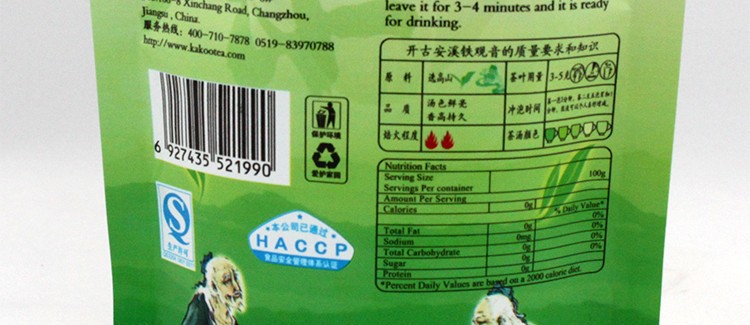 Xinchang Road, Changzhou,
Jiangsu, China.
服务热线: 400-710-7878 0519-83970788
http://www.kakootea.com
leave it for 3-4 minutes and it is ready
for drinking.
开古安溪铁观音的质量要求和知识
原 料 选高山 茶叶用量 3-5克
品 质 汤色鲜亮 香高持久 冲泡时间
焙火程度 茶汤颜色
6 927435 521990
保护环境
爱护家园
Nutrition Facts
Serving Size 100g
Servings Per container
Amount Per Serving
Calories 0g % Daily Value*
0%
Total Fat 0g 0%
Sodium 0mg 0%
Total Carbohydrate 0g
Sugar 0g
Protein 0g
*Percent Daily Values are based on a 2000 calorie diet.
生产许可
本公司已通过
HACCP
食品安全管理体系认证